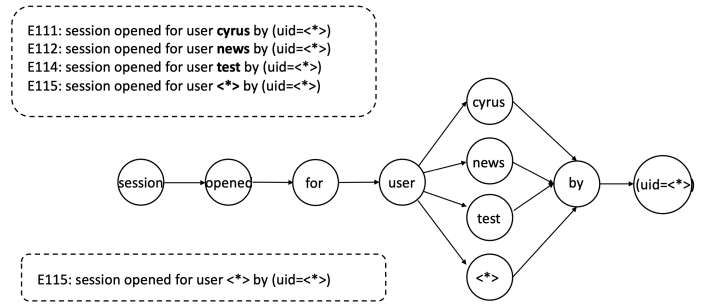 E111: session opened for user cyrus by (uid=<*>)
E112: session opened for user news by (uid=<*>)
E114: session opened for user test by (uid=<*>)
E115: session opened for user <*> by (uid=<*>)
cyrus
news
session opened for user by (uid=<*>)
test
<*>
E115: session opened for user <*> by (uid=<*>)